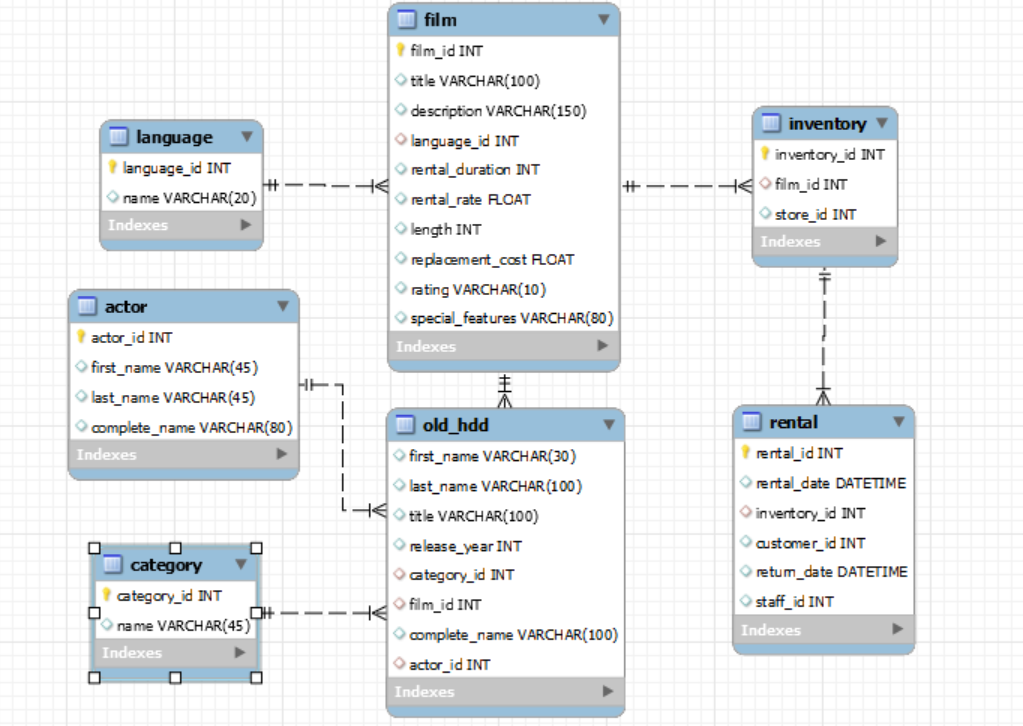 film
film_id INT
title VARCHAR(100)
description VARCHAR(150)
language_id INT
rental_duration INT
rental_rate FLOAT
length INT
replacement_cost FLOAT
rating VARCHAR(10)
special_features VARCHAR(80)
Indexes
language
language_id INT
name VARCHAR(20)
Indexes
inventory
inventory_id INT
film_id INT
store_id INT
Indexes
actor
actor_id INT
first_name VARCHAR(45)
last_name VARCHAR(45)
complete_name VARCHAR(80)
Indexes
old_hdd
first_name VARCHAR(30)
last_name VARCHAR(100)
title VARCHAR(100)
release_year INT
category_id INT
film_id INT
complete_name VARCHAR(100)
actor_id INT
Indexes
rental
rental_id INT
rental_date DATETIME
inventory_id INT
customer_id INT
return_date DATETIME
staff_id INT
Indexes
category
category_id INT
name VARCHAR(45)
Indexes